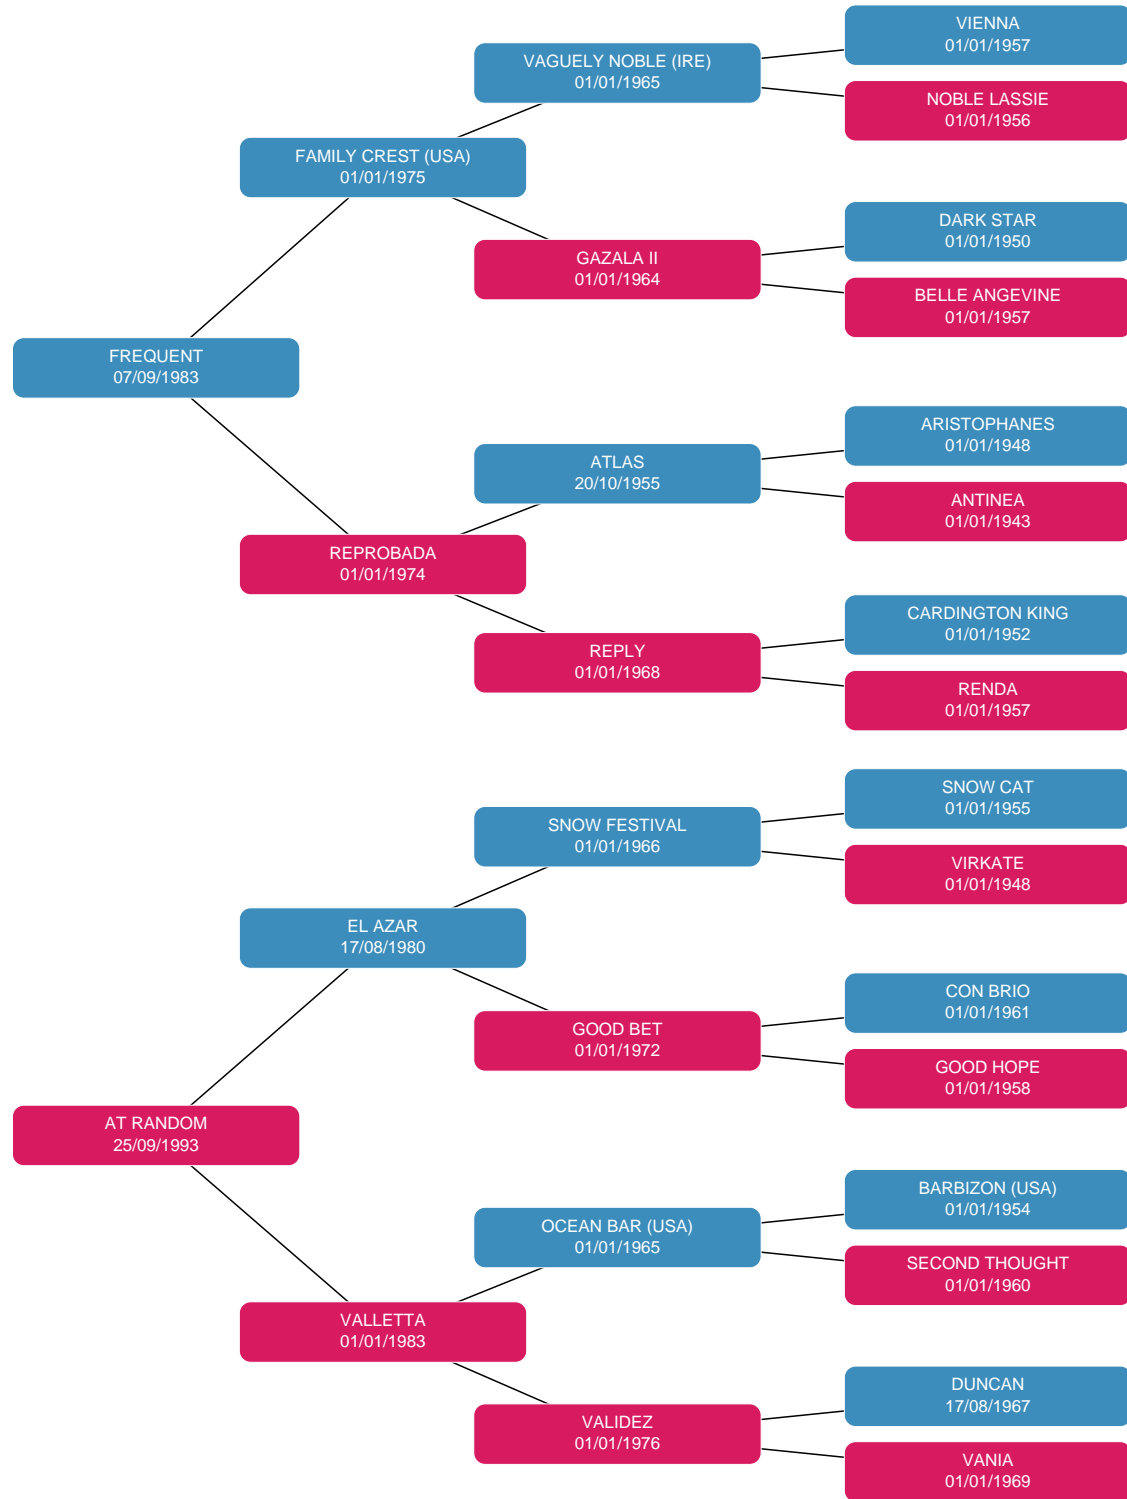 VIENNA
01/01/1957
VAGUELY NOBLE (IRE)
01/01/1965
NOBLE LASSIE
01/01/1956
FAMILY CREST (USA)
01/01/1975
DARK STAR
01/01/1950
GAZALA II
01/01/1964
BELLE ANGEVINE
01/01/1957
FREQUENT
07/09/1983
ARISTOPHANES
01/01/1948
ATLAS
20/10/1955
ANTINEA
01/01/1943
REPROBADA
01/01/1974
CARDINGTON KING
01/01/1952
REPLY
01/01/1968
RENDA
01/01/1957
SNOW CAT
01/01/1955
SNOW FESTIVAL
01/01/1966
VIRKATE
01/01/1948
EL AZAR
17/08/1980
CON BRIO
01/01/1961
GOOD BET
01/01/1972
GOOD HOPE
01/01/1958
AT RANDOM
25/09/1993
BARBIZON (USA)
01/01/1954
OCEAN BAR (USA)
01/01/1965
SECOND THOUGHT
01/01/1960
VALLETTA
01/01/1983
DUNCAN
17/08/1967
VALIDEZ
01/01/1976
VANIA
01/01/1969